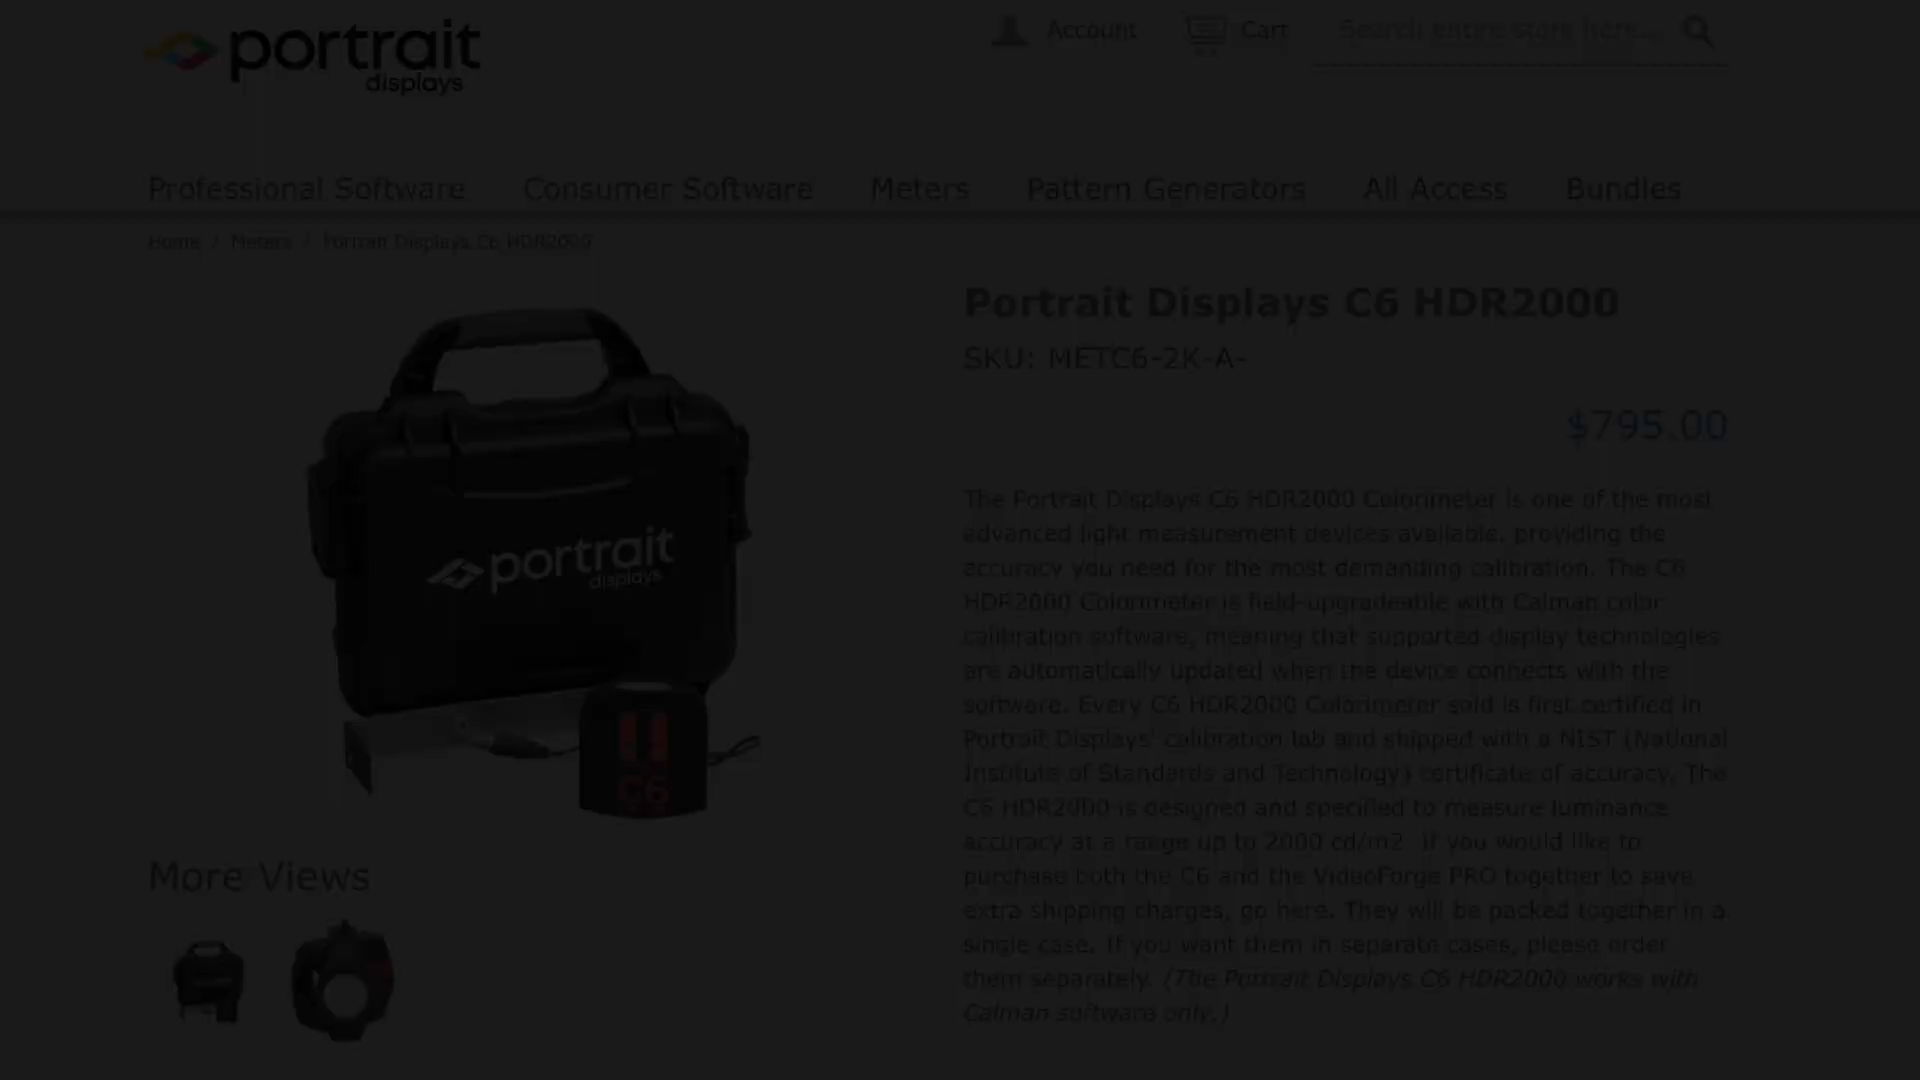 portrait
displays
Account
Cart
Search entire store here...
Professional Software
Consumer Software
Meters
Pattern Generators
All Access
Bundles
Home / Meters / Portrait Displays C6 HDR2000
Portrait Displays C6 HDR2000
SKU: METC6-2K-A-
$795.00
The Portrait Displays C6 HDR2000 Colorimeter is one of the most
advanced light measurement devices available, providing the
accuracy you need for the most demanding calibration. The C6
HDR2000 Colorimeter is field-upgradeable with Calman color
calibration software, meaning that supported display technologies
are automatically updated when the device connects with the
software. Every C6 HDR2000 Colorimeter sold is first certified in
Portrait Displays' calibration lab and shipped with a NIST (National
Institute of Standards and Technology) certificate of accuracy. The
C6 HDR2000 is designed and specified to measure luminance
accuracy at a range up to 2000 cd/m2. If you would like to
purchase both the C6 and the VideoForge PRO together to save
extra shipping charges, go here. They will be packed together in a
single case. If you want them in separate cases, please order
them separately. (The Portrait Displays C6 HDR2000 works with
Calman software only.)
portrait
displays
C6
More Views